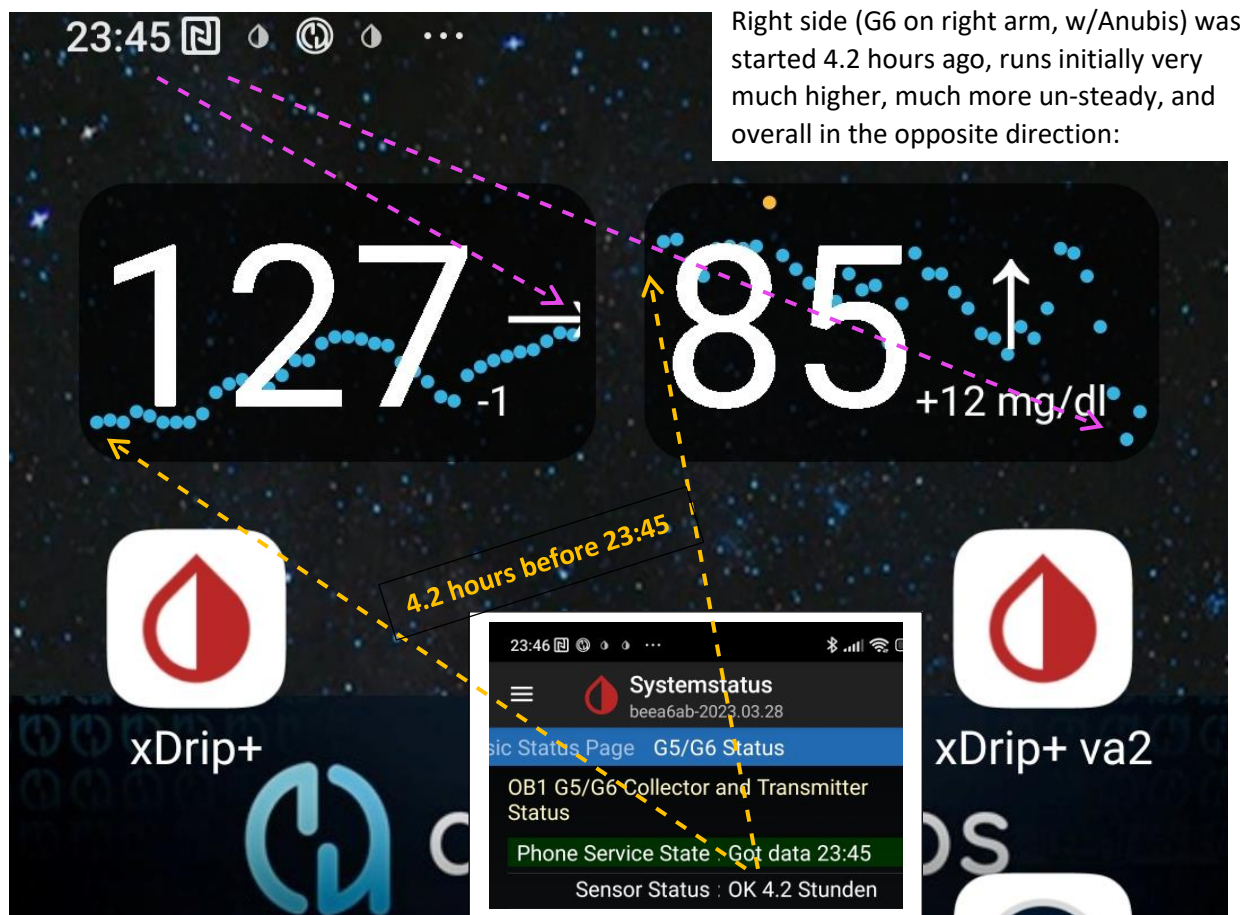 23:45
Right side (G6 on right arm, w/Anubis) was
started 4.2 hours ago, runs initially very
much higher, much more un-steady, and
overall in the opposite direction:
127
-1
85
+12 mg/dl
4.2 hours before 23:45
xDrip+
xDrip+ va2
23:46
Systemstatus
beea6ab-2023.03.28
sic Status Page G5/G6 Status
OB1 G5/G6 Collector and Transmitter
Status
Phone Service State : Got data 23:45
Sensor Status : OK 4.2 Stunden